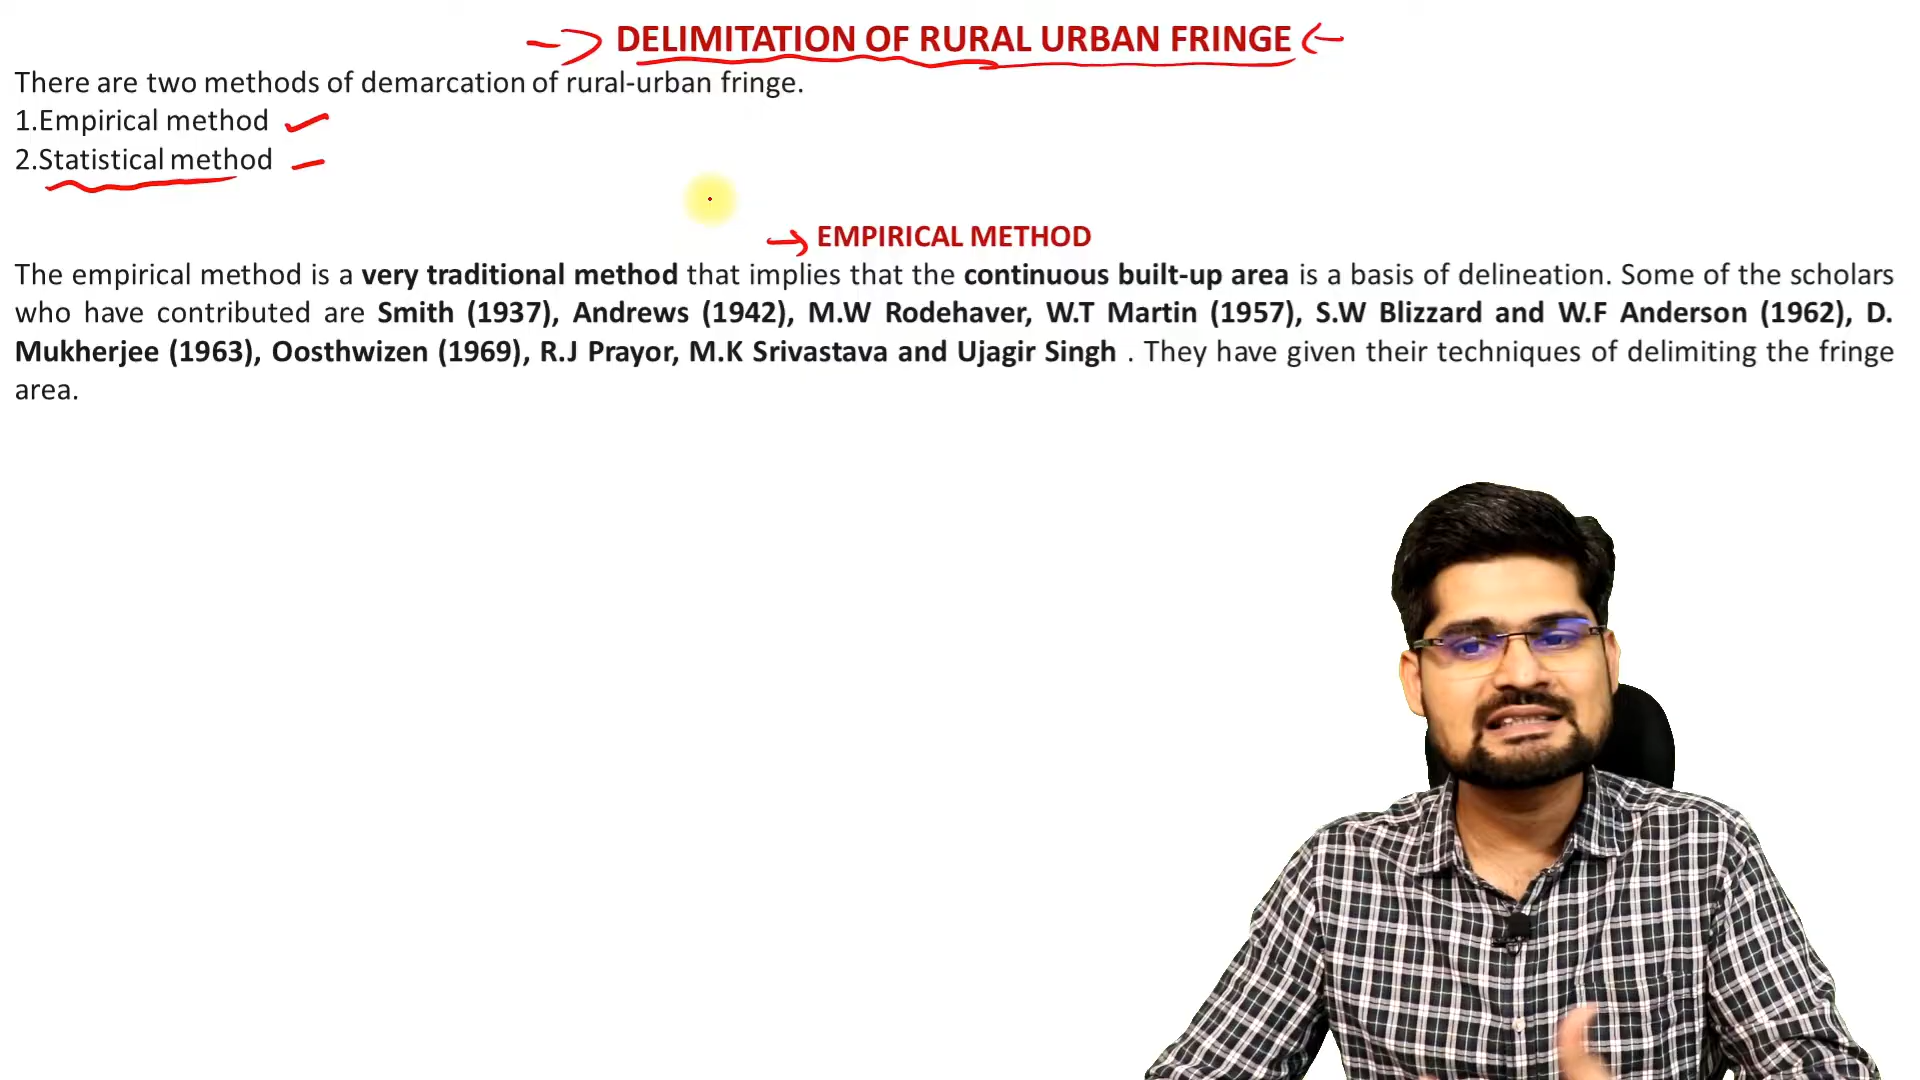 DELIMITATION OF RURAL URBAN FRINGE
There are two methods of demarcation of rural-urban fringe.
1.Empirical method
2.Statistical method
EMPIRICAL METHOD
The empirical method is a very traditional method that implies that the continuous built-up area is a basis of delineation. Some of the scholars
who have contributed are Smith (1937), Andrews (1942), M.W Rodehaver, W.T Martin (1957), S.W Blizzard and W.F Anderson (1962), D.
Mukherjee (1963), Oosthwizen (1969), R.J Prayor, M.K Srivastava and Ujagir Singh . They have given their techniques of delimiting the fringe
area.